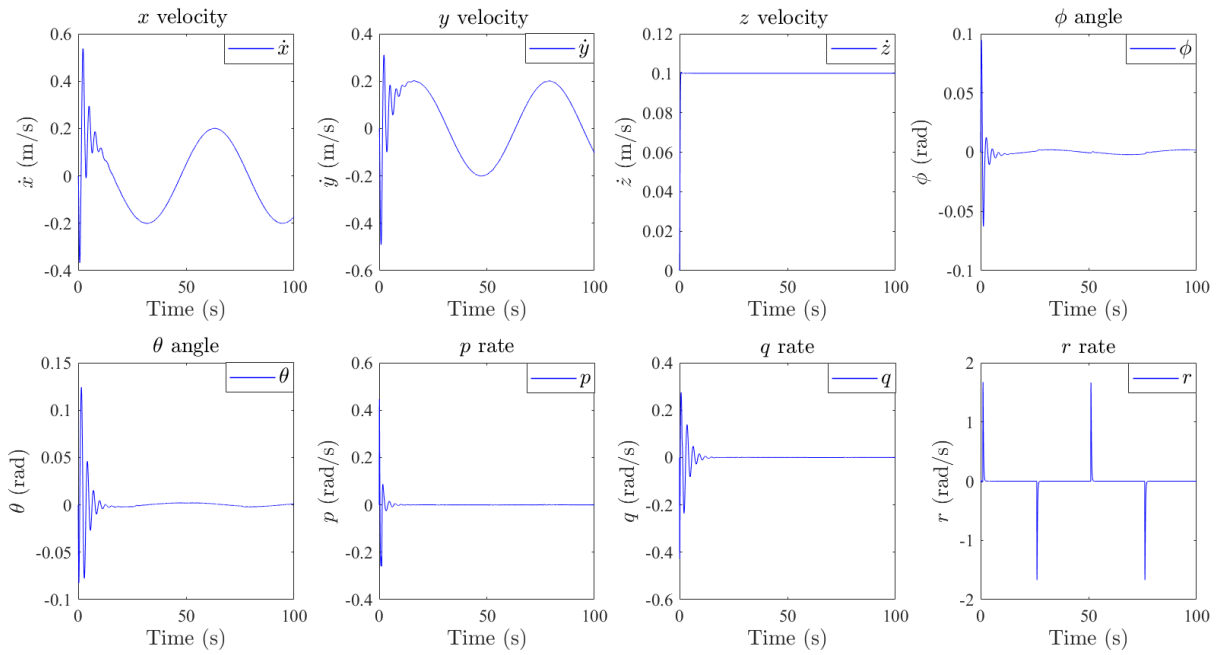 x velocity
ẋ
0.6
0.4
0.2
0
-0.2
-0.4
ẋ (m/s)
0
50
100
Time (s)
y velocity
ẏ
0.4
0.2
0
-0.2
-0.4
-0.6
ẏ (m/s)
0
50
100
Time (s)
z velocity
ż
0.12
0.1
0.08
0.06
0.04
0.02
0
ż (m/s)
0
50
100
Time (s)
ϕ angle
ϕ
0.1
0.05
0
-0.05
-0.1
ϕ (rad)
0
50
100
Time (s)
θ angle
θ
0.15
0.1
0.05
0
-0.05
-0.1
θ (rad)
0
50
100
Time (s)
p rate
p
0.6
0.4
0.2
0
-0.2
-0.4
p (rad/s)
0
50
100
Time (s)
q rate
q
0.4
0.2
0
-0.2
-0.4
-0.6
q (rad/s)
0
50
100
Time (s)
r rate
r
2
1
0
-1
-2
r (rad/s)
0
50
100
Time (s)